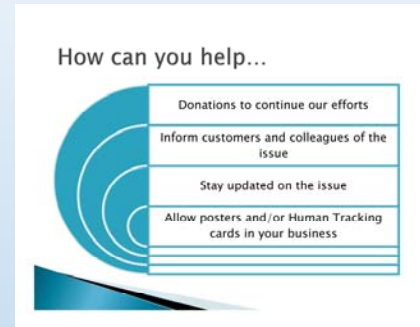 How can you help...
Donations to continue our efforts
Inform customers and colleagues of the
issue
Stay updated on the issue
Allow posters and/or Human Tracking
cards in your business